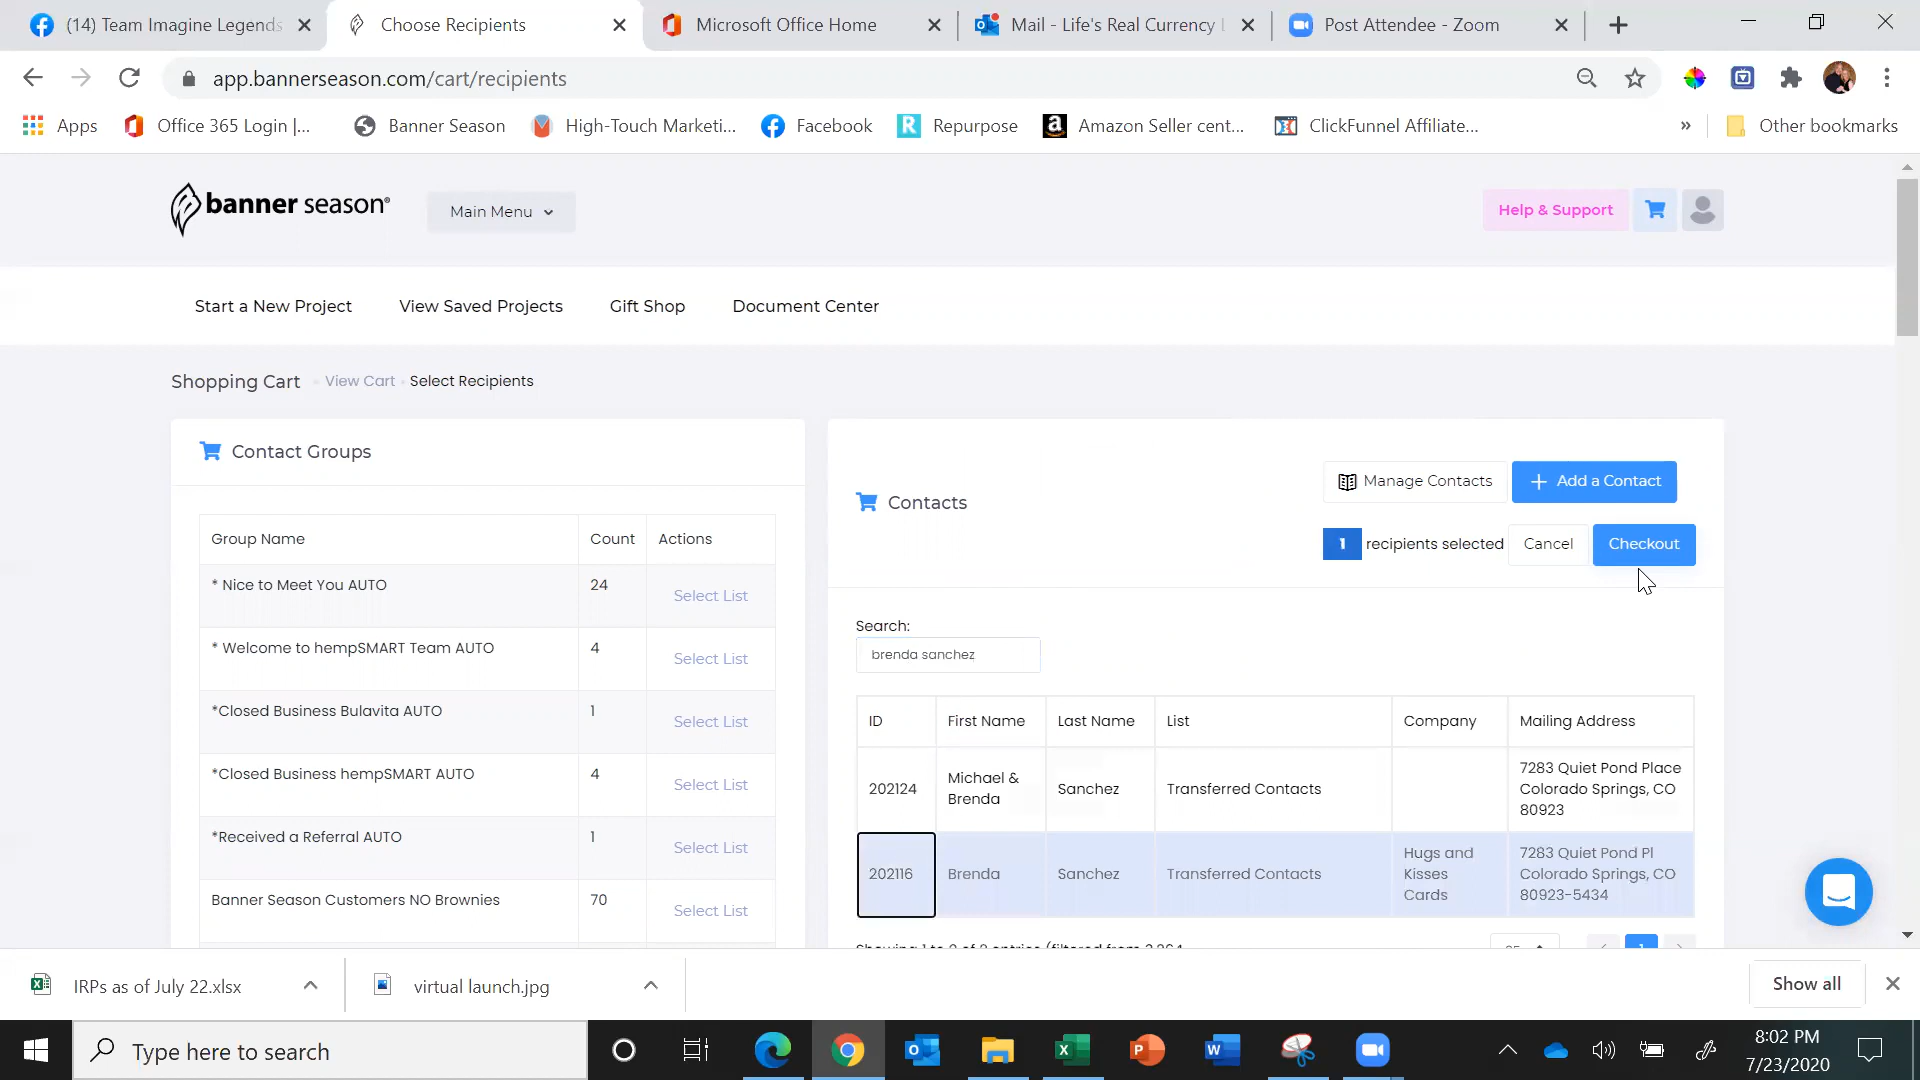 (14) Team Imagine Legends
Choose Recipients
Microsoft Office Home
Mail - Life's Real Currency
Post Attendee - Zoom
app.bannerseason.com/cart/recipients
Apps
Office 365 Login |...
Banner Season
High-Touch Marketi...
Facebook
Repurpose
Amazon Seller cent...
ClickFunnel Affiliate...
»
Other bookmarks
banner season®
Main Menu
Help & Support
Start a New Project
View Saved Projects
Gift Shop
Document Center
Shopping Cart
View Cart
Select Recipients
Contact Groups
Group Name
Count
Actions
* Nice to Meet You AUTO
24
Select List
* Welcome to hempSMART Team AUTO
4
Select List
*Closed Business Bulavita AUTO
1
Select List
*Closed Business hempSMART AUTO
4
Select List
*Received a Referral AUTO
1
Select List
Banner Season Customers NO Brownies
70
Select List
Contacts
Manage Contacts
+ Add a Contact
1 recipients selected
Cancel
Checkout
Search:
brenda sanchez
ID
First Name
Last Name
List
Company
Mailing Address
202124
Michael &
Brenda
Sanchez
Transferred Contacts
7283 Quiet Pond Place
Colorado Springs, CO
80923
202116
Brenda
Sanchez
Transferred Contacts
Hugs and
Kisses
Cards
7283 Quiet Pond Pl
Colorado Springs, CO
80923-5434
IRPs as of July 22.xlsx
virtual launch.jpg
Show all
Type here to search
8:02 PM
7/23/2020